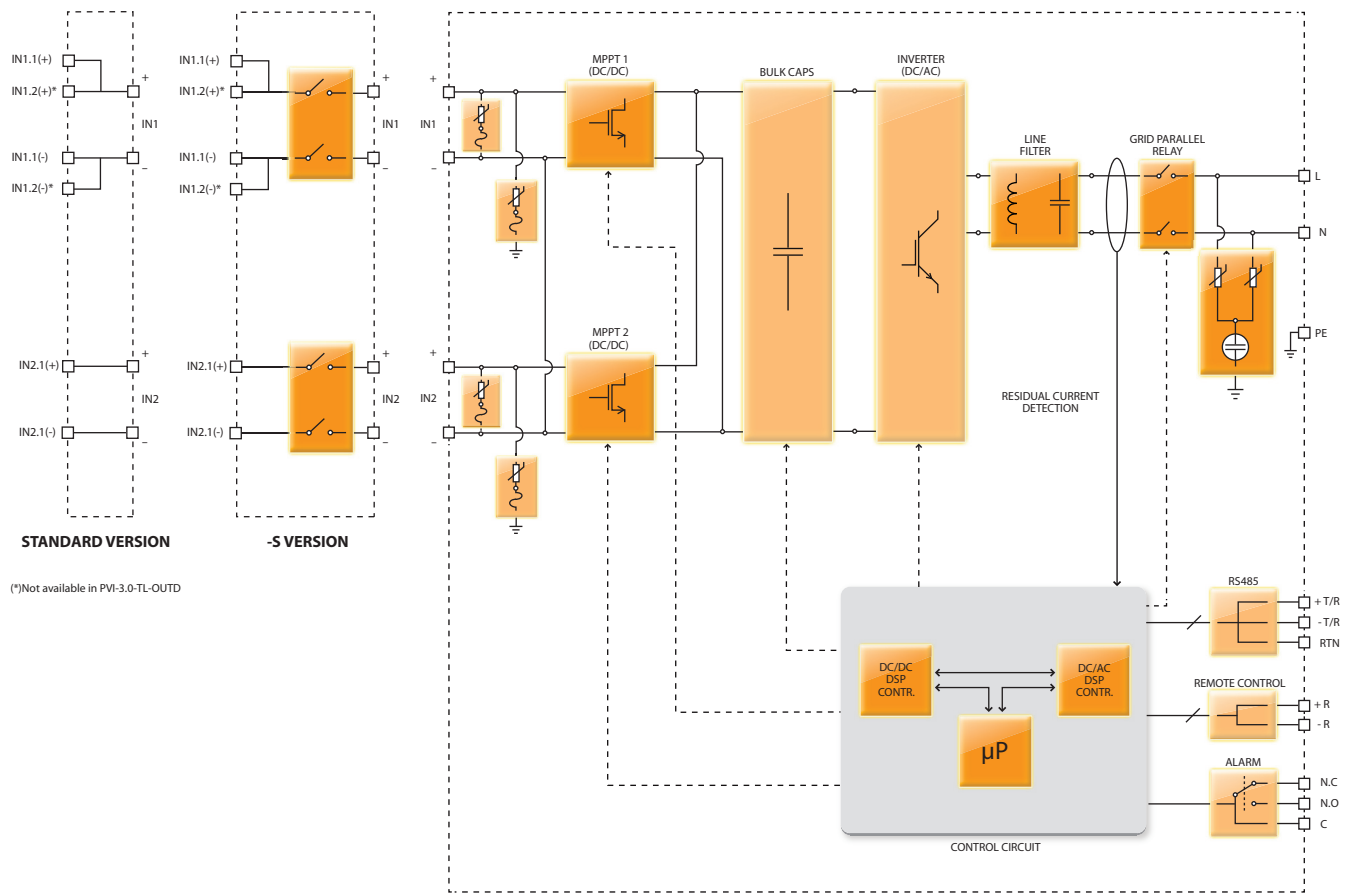 IN1.1(+)
IN1.2(+)*
+
IN1
IN1.1(-)
IN1.2(-)*
–
IN2.1(+)
+
IN2
IN2.1(-)
–
STANDARD VERSION
(*)Not available in PVI-3.0-TL-OUTD
IN1.1(+)
IN1.2(+)*
+
IN1
IN1.1(-)
IN1.2(-)*
–
IN2.1(+)
+
IN2
IN2.1(-)
–
-S VERSION
+
IN1
–
+
IN2
–
MPPT 1
(DC/DC)
MPPT 2
(DC/DC)
BULK CAPS
INVERTER
(DC/AC)
LINE
FILTER
GRID PARALLEL
RELAY
L
N
PE
RESIDUAL CURRENT
DETECTION
DC/DC
DSP
CONTR.
DC/AC
DSP
CONTR.
µP
CONTROL CIRCUIT
RS485
+ T/R
- T/R
RTN
REMOTE CONTROL
+ R
- R
ALARM
N.C
N.O
C